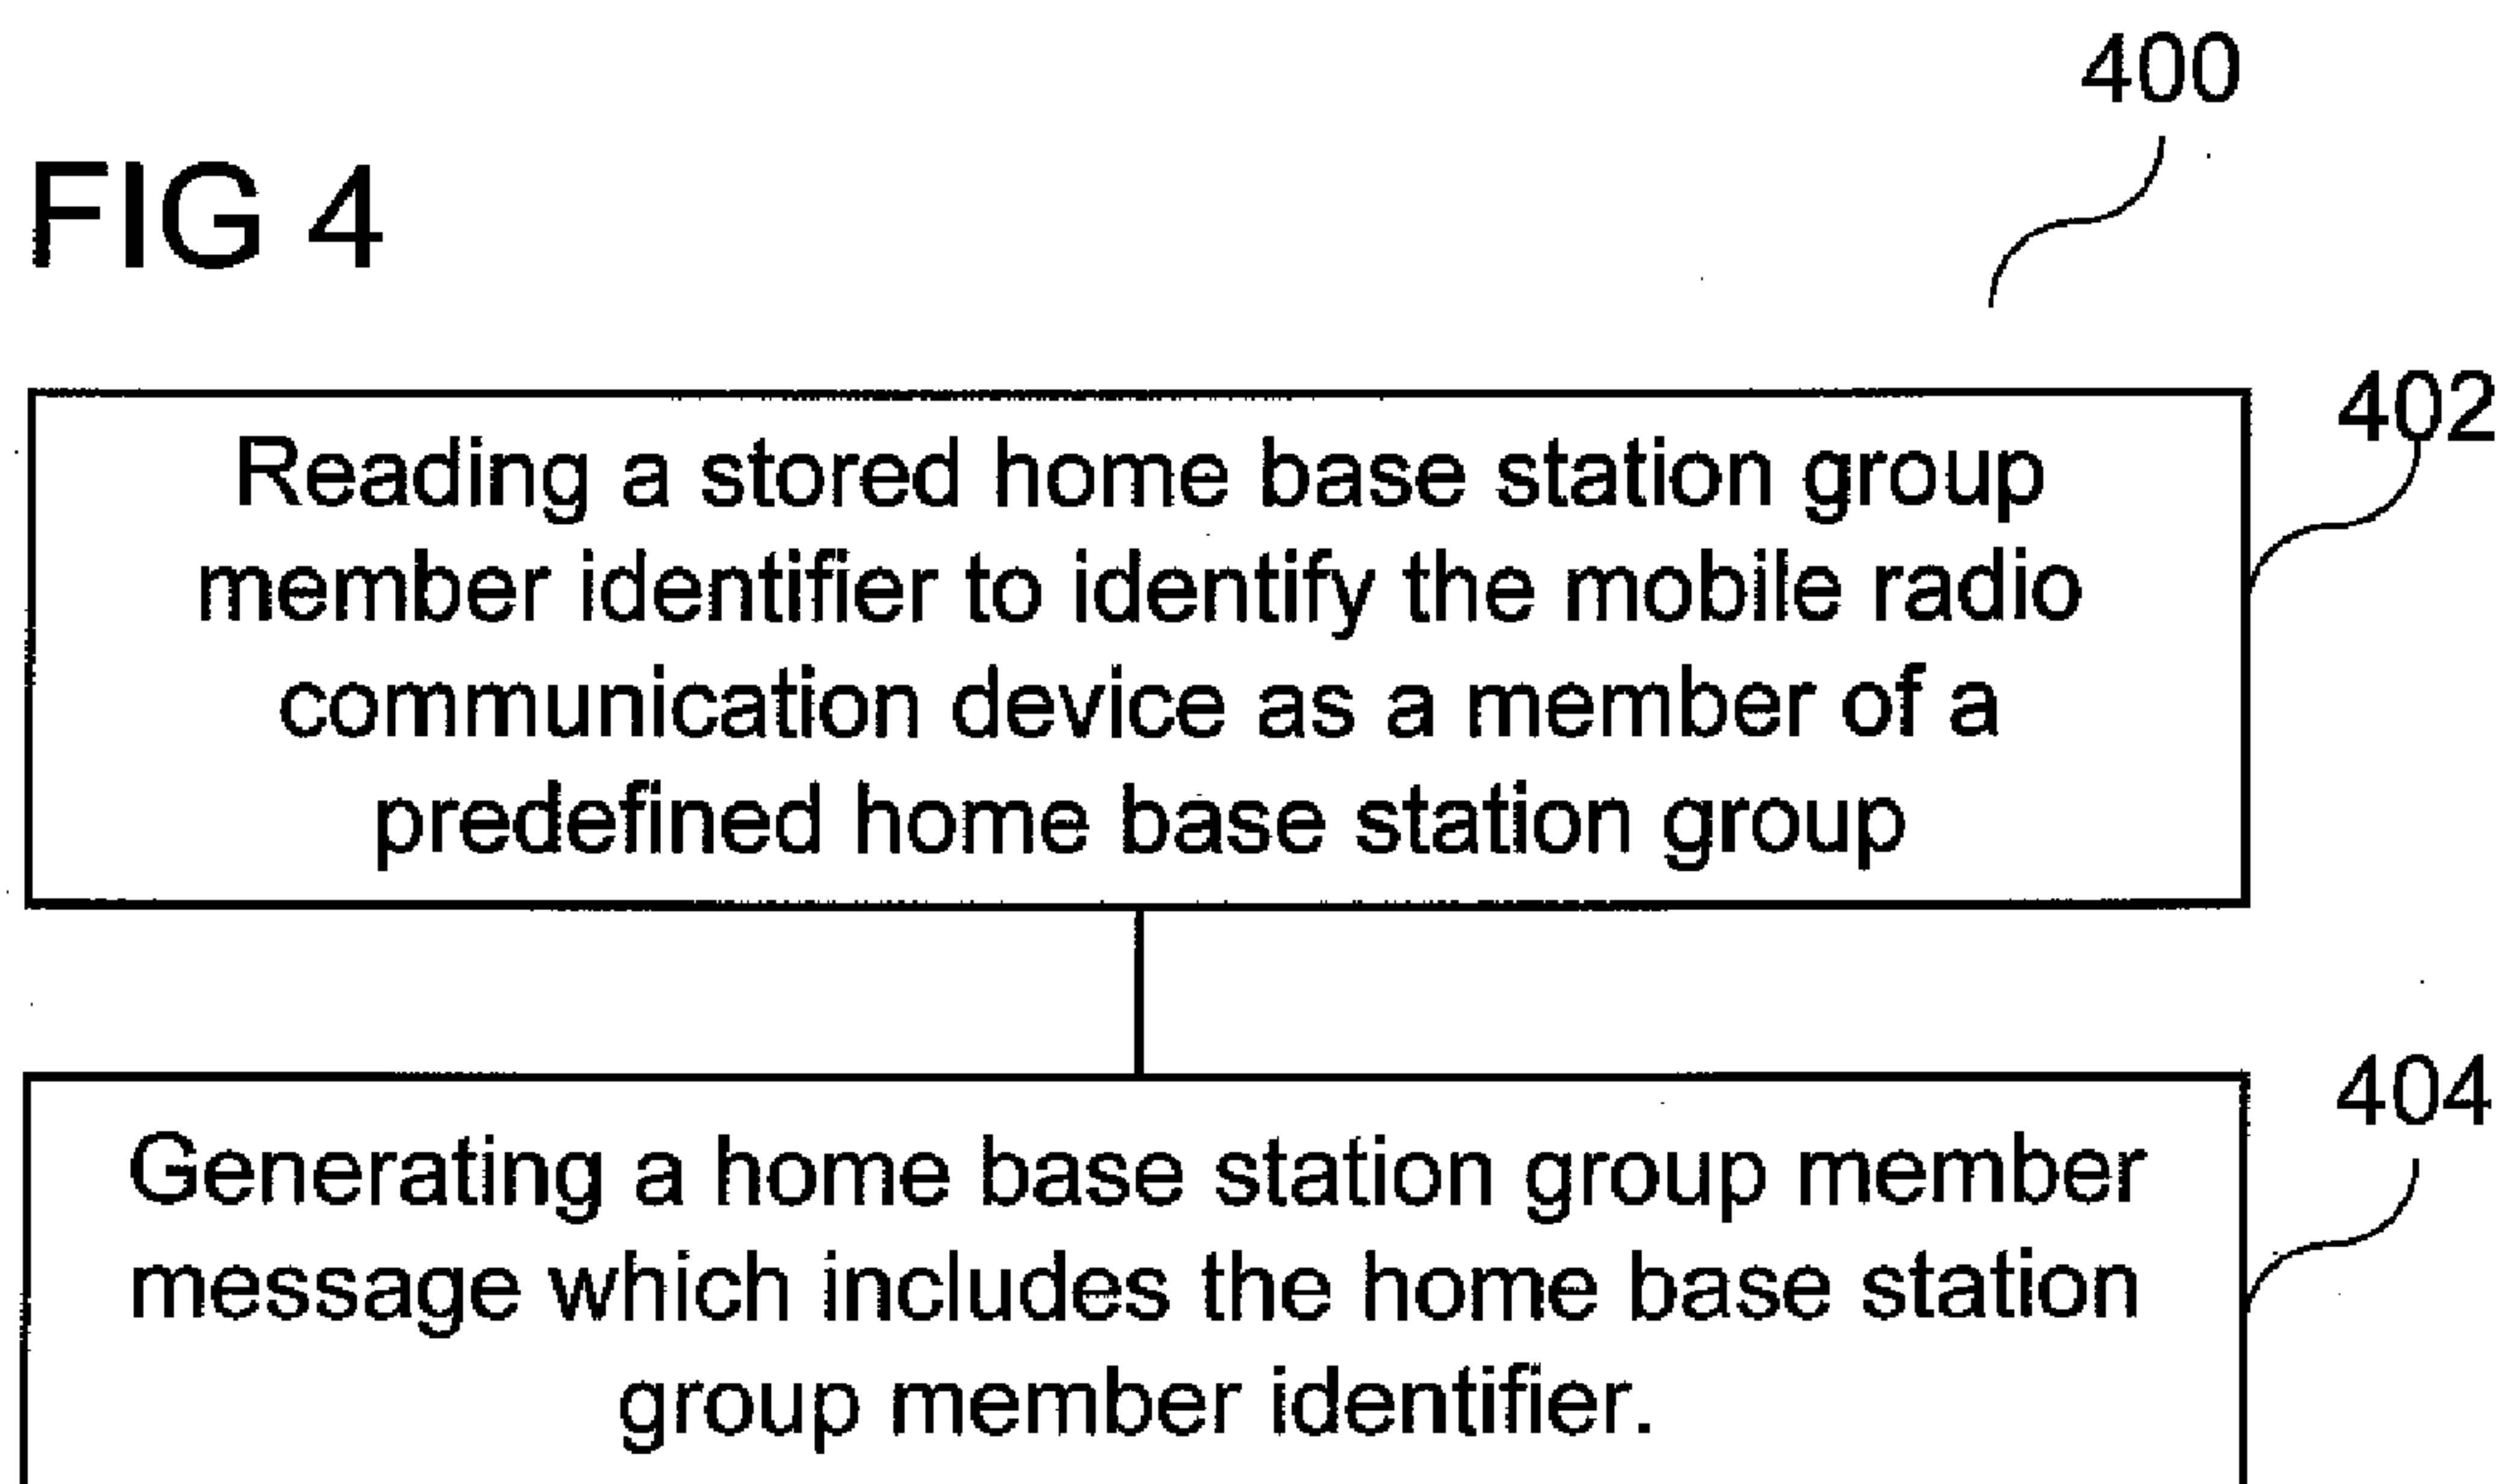 400
FIG 4
402
Reading a stored home base station group
member identifier to identify the mobile radio
communication device as a member of a
predefined home base station group
404
Generating a home base station group member
message which includes the home base station
group member identifier.